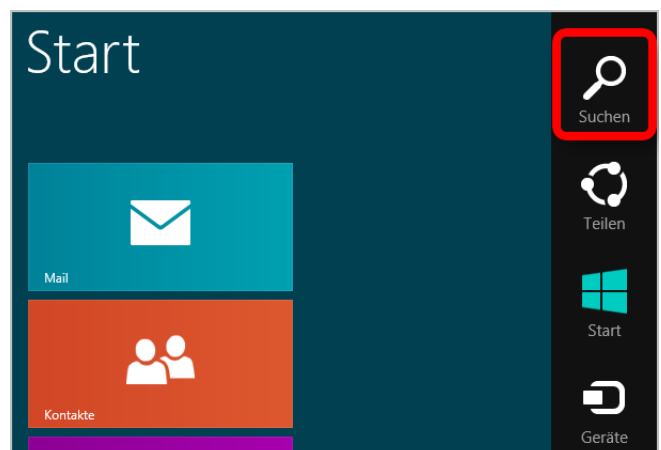 Start
Suchen
Teilen
Mail
Start
Kontakte
Geräte